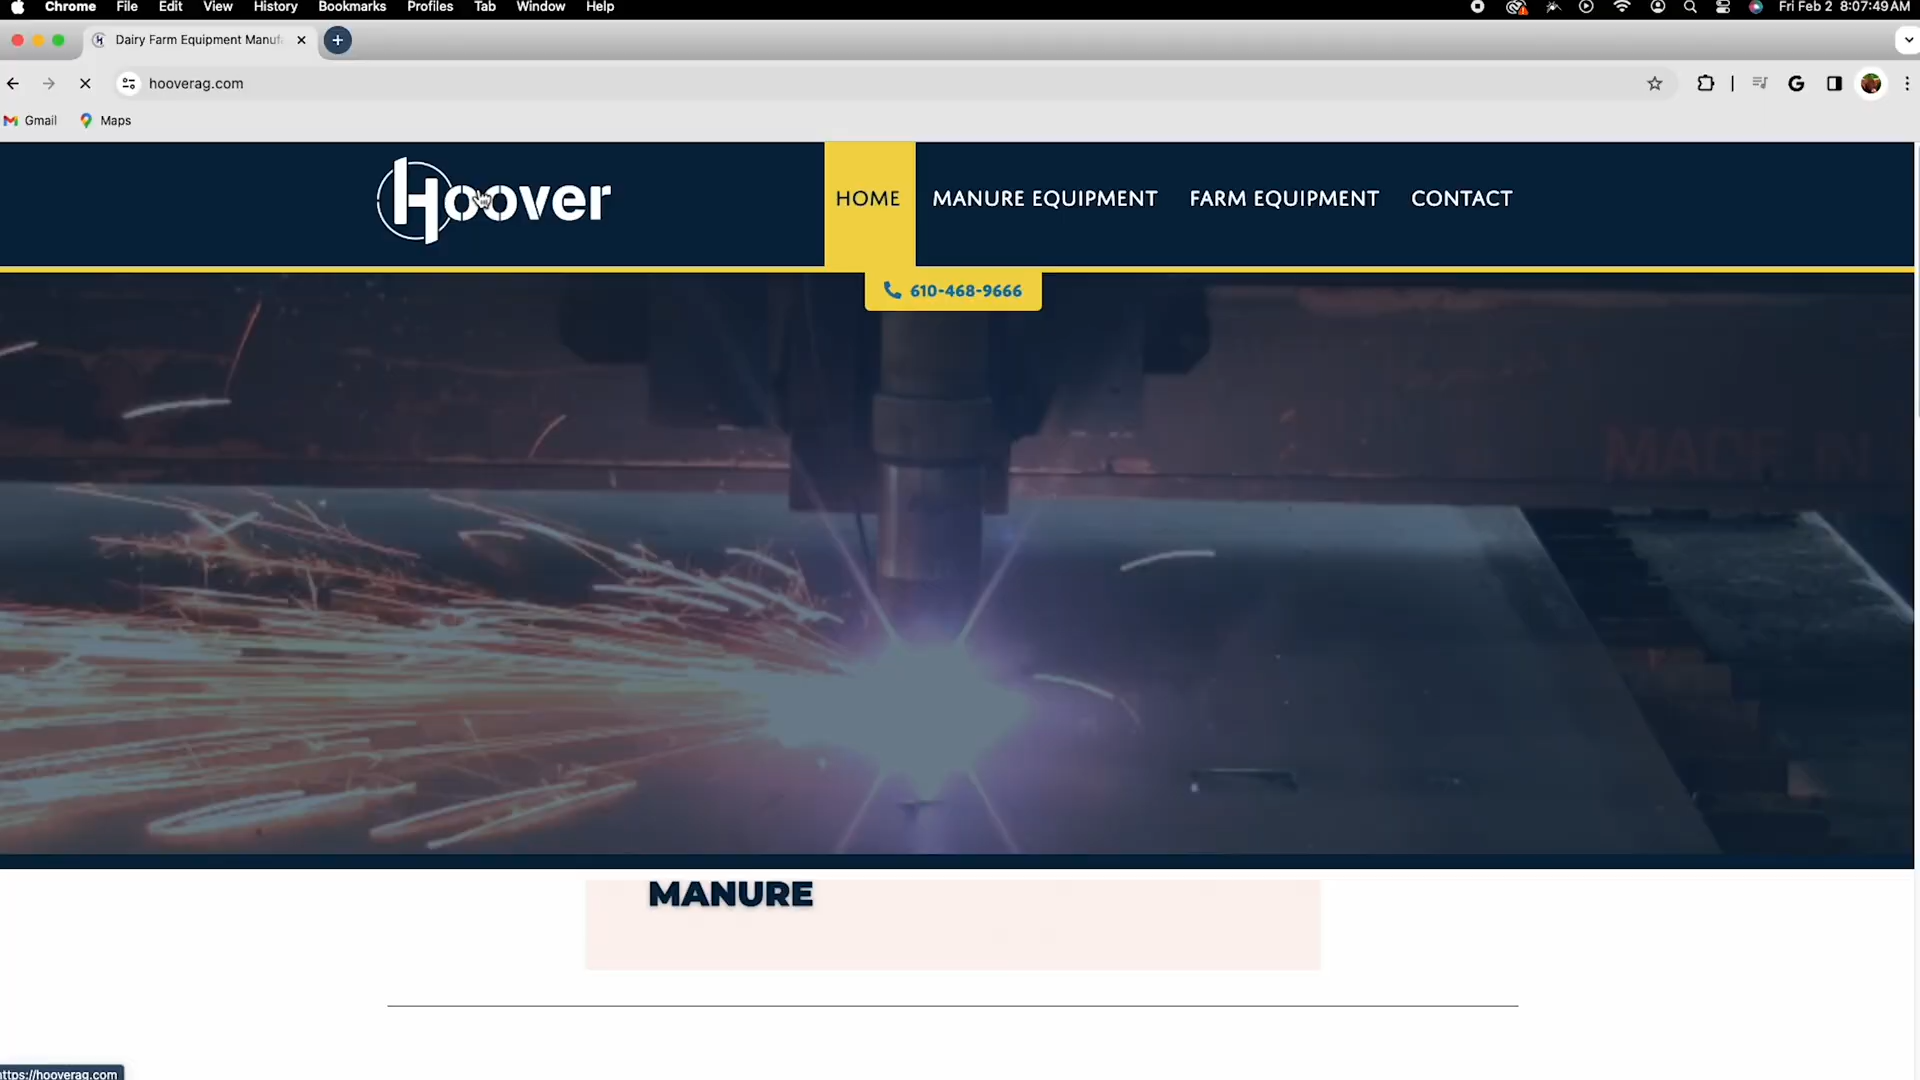 Chrome File Edit View History Bookmarks Profiles Tab Window Help Fri Feb 2 8:07:49 AM
Dairy Farm Equipment Manuf
hooverag.com
Gmail Maps
Hoover
HOME MANURE EQUIPMENT FARM EQUIPMENT CONTACT
610-468-9666
MADE IN
MANURE
https://hooverag.com